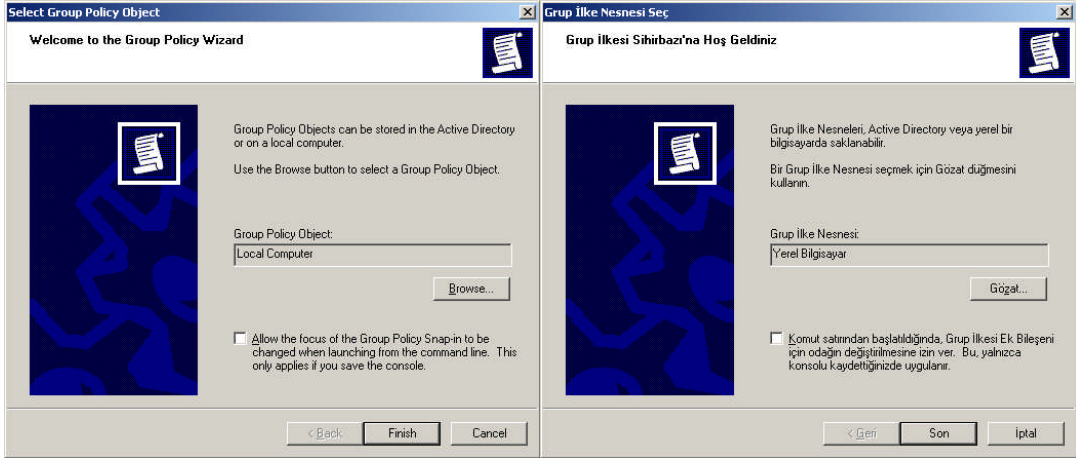 Select Group Policy Object
Welcome to the Group Policy Wizard
Group Policy Objects can be stored in the Active Directory
or on a local computer.
Use the Browse button to select a Group Policy Object.
Group Policy Object:
Local Computer
Browse...
Allow the focus of the Group Policy Snap-in to be
changed when launching from the command line. This
only applies if you save the console.
< Back
Finish
Cancel
Grup İlke Nesnesi Seç
Grup İlkesi Sihirbazı'na Hoş Geldiniz
Grup İlke Nesneleri, Active Directory veya yerel bir
bilgisayarda saklanabilir.
Bir Grup İlke Nesnesi seçmek için Gözat düğmesini
kullanın.
Grup İlke Nesnesi:
Yerel Bilgisayar
Gözat...
Komut satırından başlatıldığında, Grup İlkesi Ek Bileşeni
için odağın değiştirilmesine izin ver. Bu, yalnızca
konsolu kaydettiğinizde uygulanır.
< Geri
Son
İptal